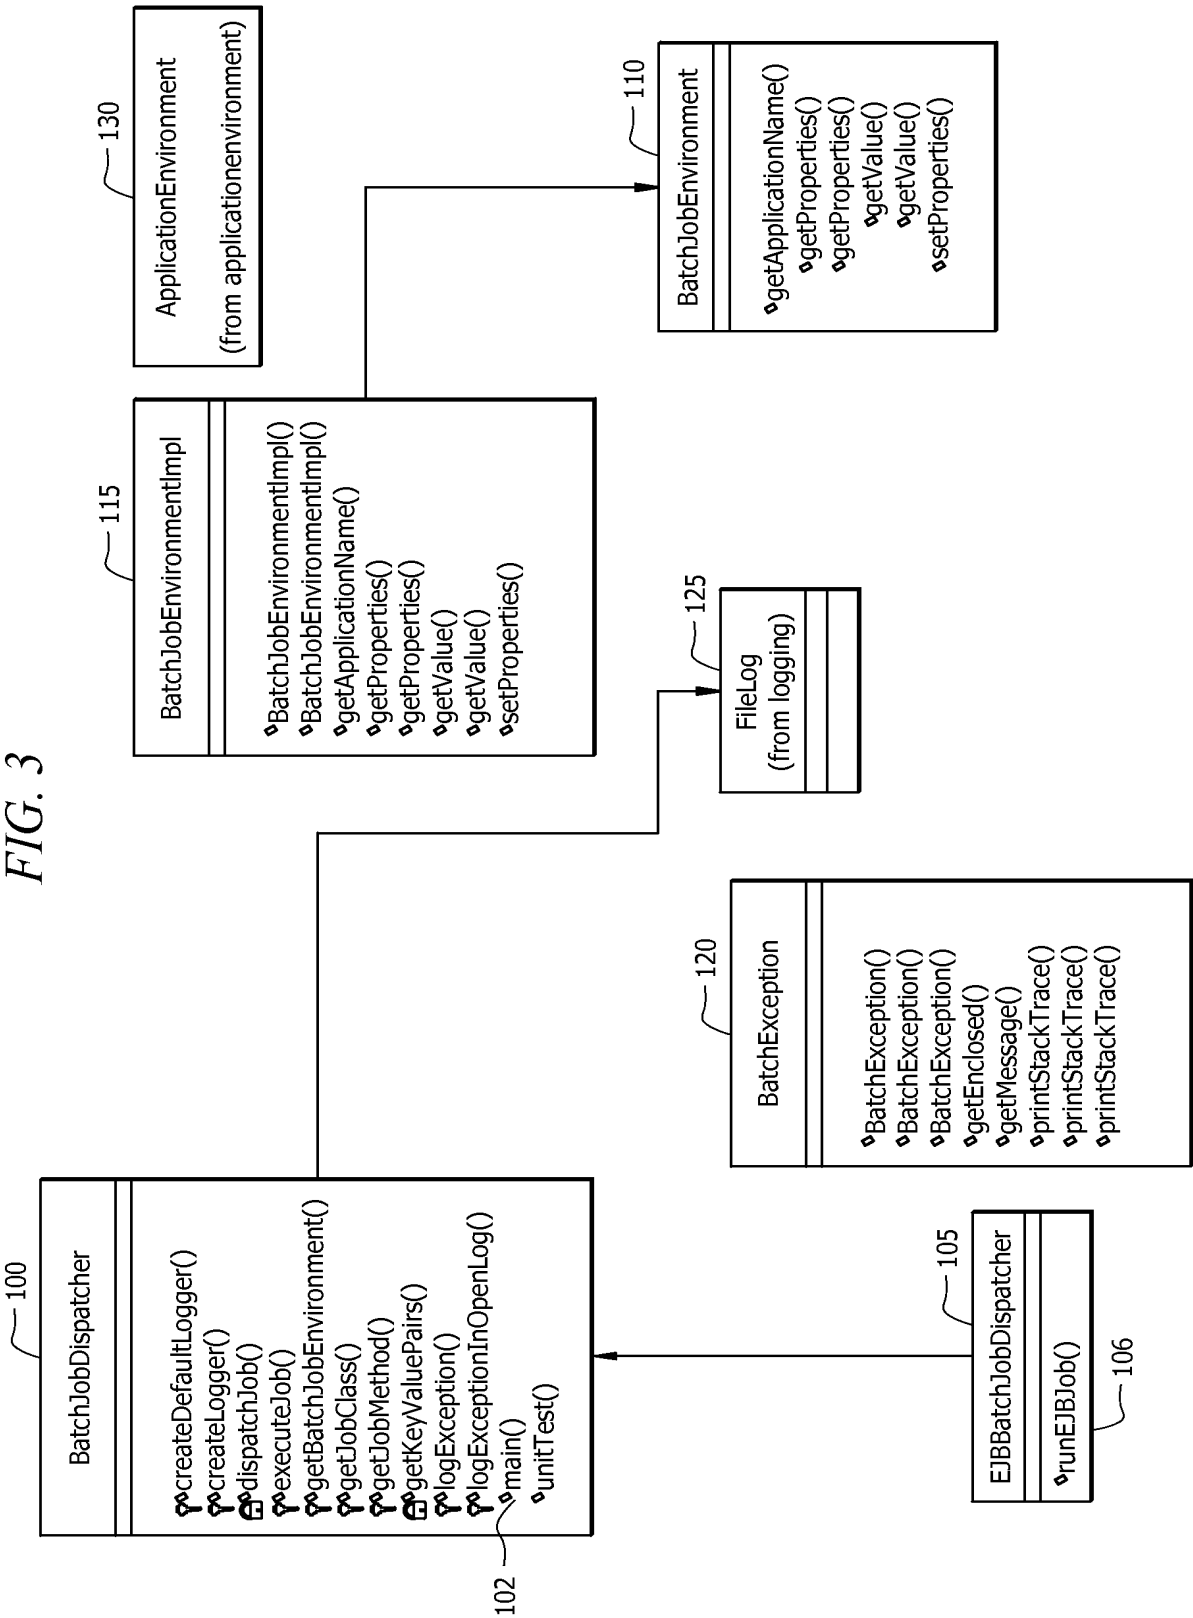 FIG. 3
100
BatchJobDispatcher
createDefaultLogger()
createLogger()
dispatchJob()
executeJob()
getBatchJobEnvironment()
getJobClass()
getJobMethod()
getKeyValuePairs()
logException()
logExceptionInOpenLog()
main()
unitTest()
102
115
BatchJobEnvironmentImpl
BatchJobEnvironmentImpl()
BatchJobEnvironmentImpl()
getApplicationName()
getProperties()
getProperties()
getValue()
getValue()
setProperties()
130
ApplicationEnvironment
(from applicationenvironment)
105
EJBBatchJobDispatcher
runEJBJob()
106
120
BatchException
BatchException()
BatchException()
BatchException()
getEnclosed()
getMessage()
printStackTrace()
printStackTrace()
printStackTrace()
125
FileLog
(from logging)
110
BatchJobEnvironment
getApplicationName()
getProperties()
getProperties()
getValue()
getValue()
setProperties()